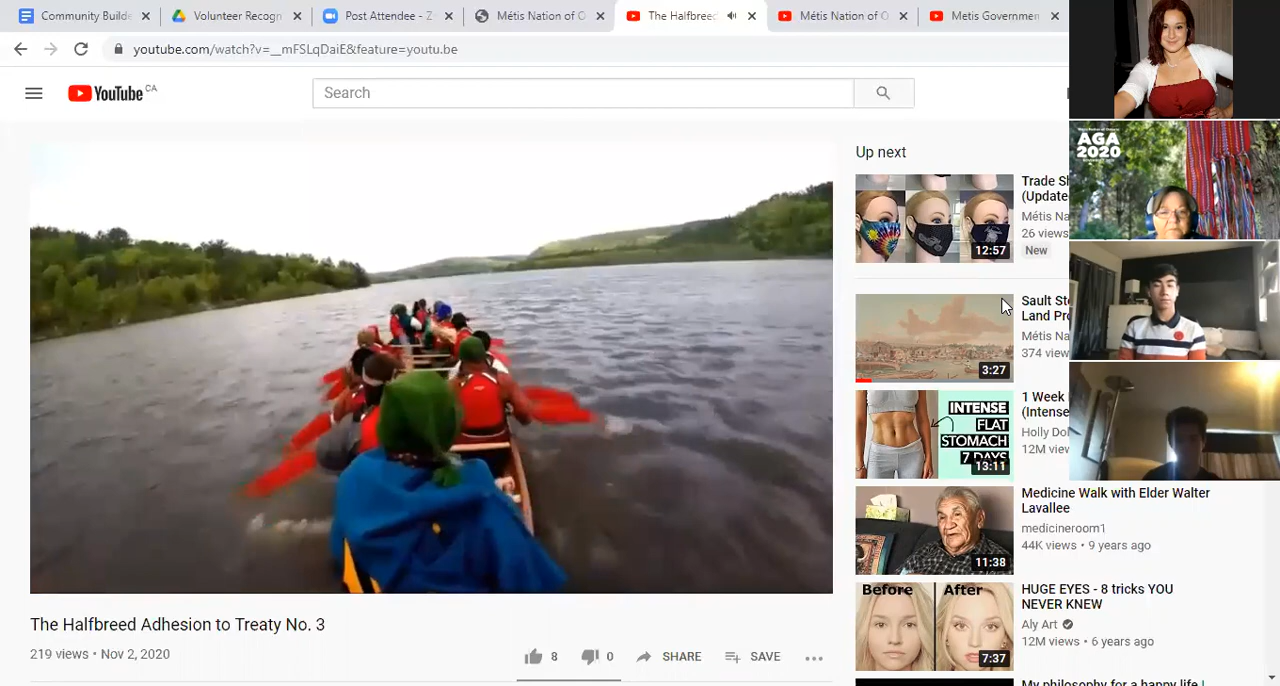 Community Builde
Volunteer Recogn
Post Attendee - Z
Métis Nation of O
The Halfbreed
Métis Nation of O
Metis Governmen
youtube.com/watch?v=__mFSLqDaiE&feature=youtu.be
YouTube CA
Search
Up next
12:57
Trade Sh
(Update
Métis Na
26 views
New
3:27
Sault Ste
Land Pro
Métis Na
374 view
INTENSE
FLAT
STOMACH
7 DAYS
13:11
1 Week
(Intense
Holly Dol
12M view
11:38
Medicine Walk with Elder Walter
Lavallee
medicineroom1
44K views • 9 years ago
Before After
7:37
HUGE EYES - 8 tricks YOU
NEVER KNEW
Aly Art
12M views • 6 years ago
My philosophy for a happy life |
AGA
2020
The Halfbreed Adhesion to Treaty No. 3
219 views • Nov 2, 2020
8
0
SHARE
SAVE